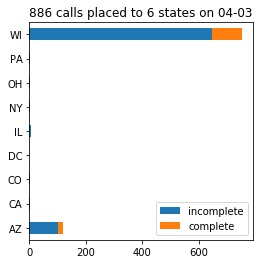 886 calls placed to 6 states on 04-03
WI
PA
OH
NY
IL
DC
CO
CA
AZ
incomplete
complete
0
200
400
600